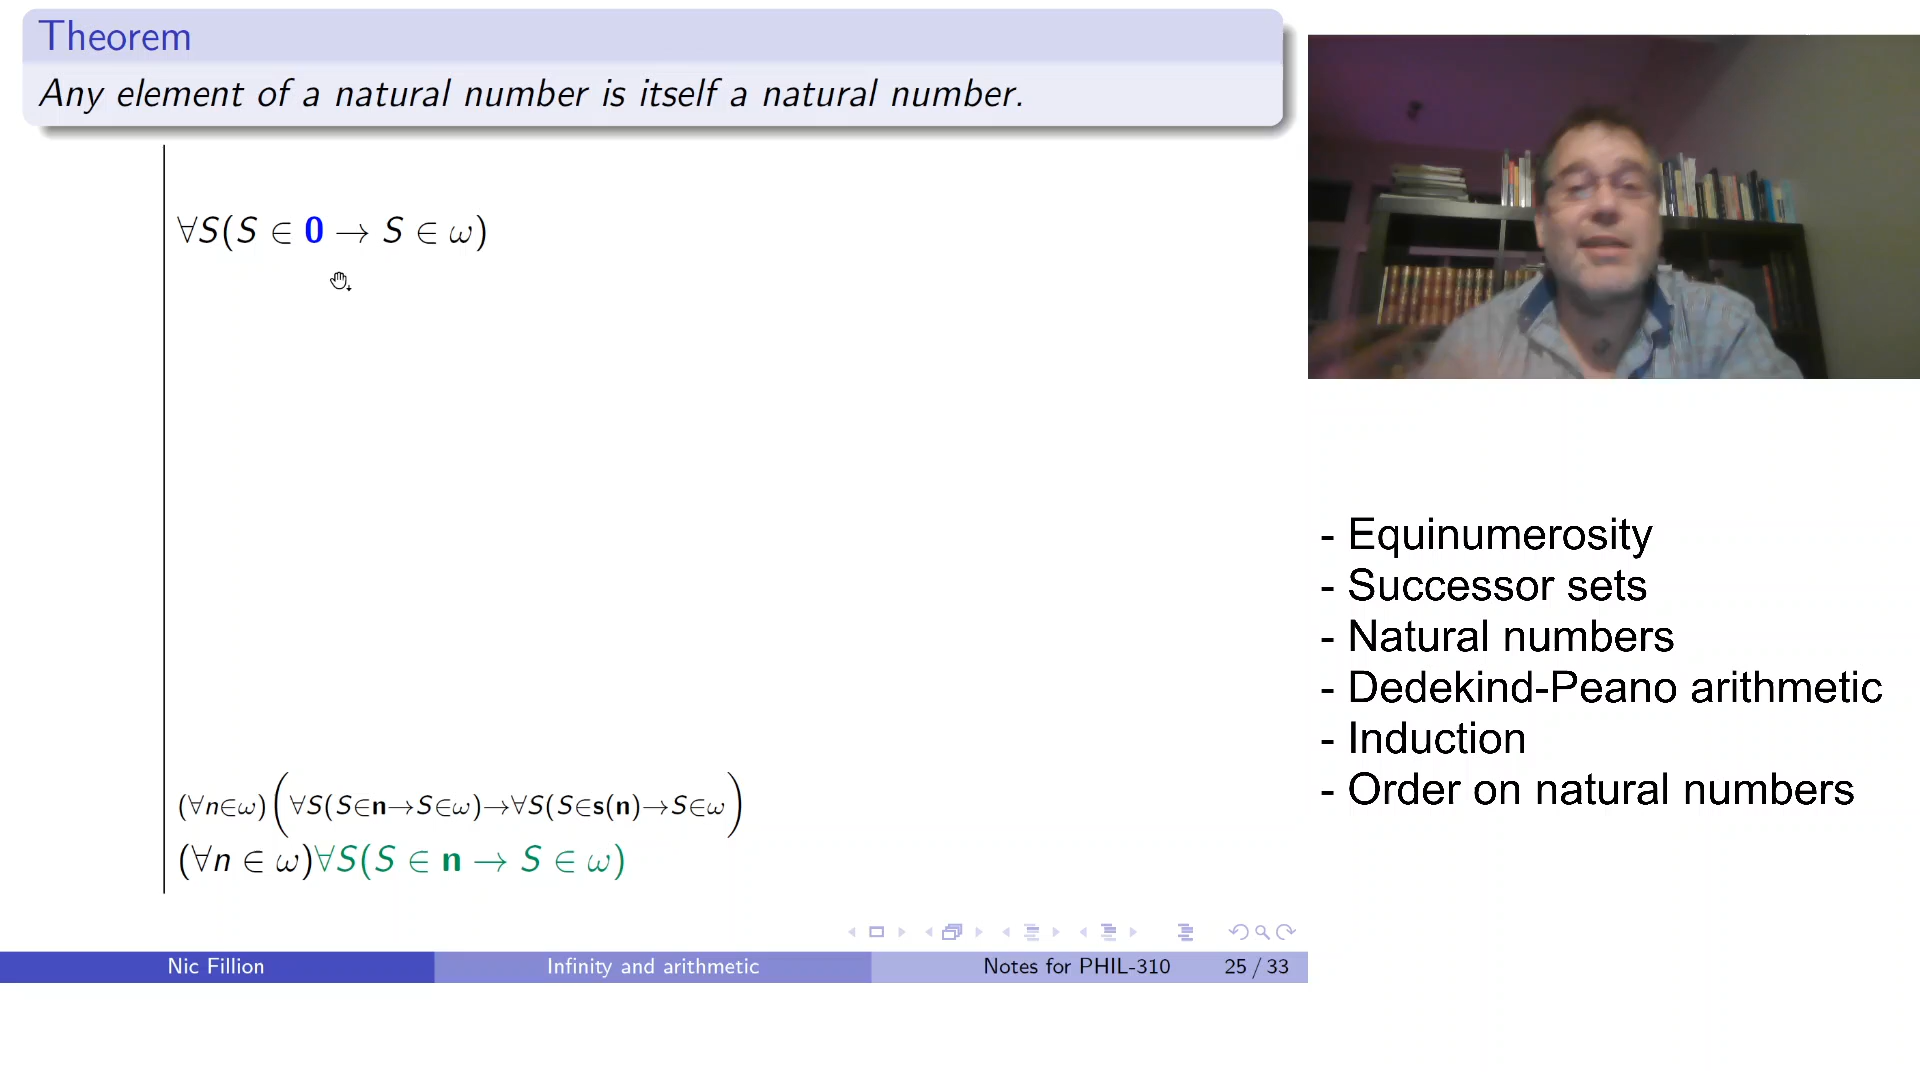 Theorem
Any element of a natural number is itself a natural number.
∀S(S ∈ 0 → S ∈ ω)
(∀n∈ω)(∀S(S∈n→S∈ω)→∀S(S∈s(n)→S∈ω)
(∀n ∈ ω)∀S(S ∈ n → S ∈ ω)
Nic Fillion
Infinity and arithmetic
Notes for PHIL-310
25 / 33
- Equinumerosity
- Successor sets
- Natural numbers
- Dedekind-Peano arithmetic
- Induction
- Order on natural numbers